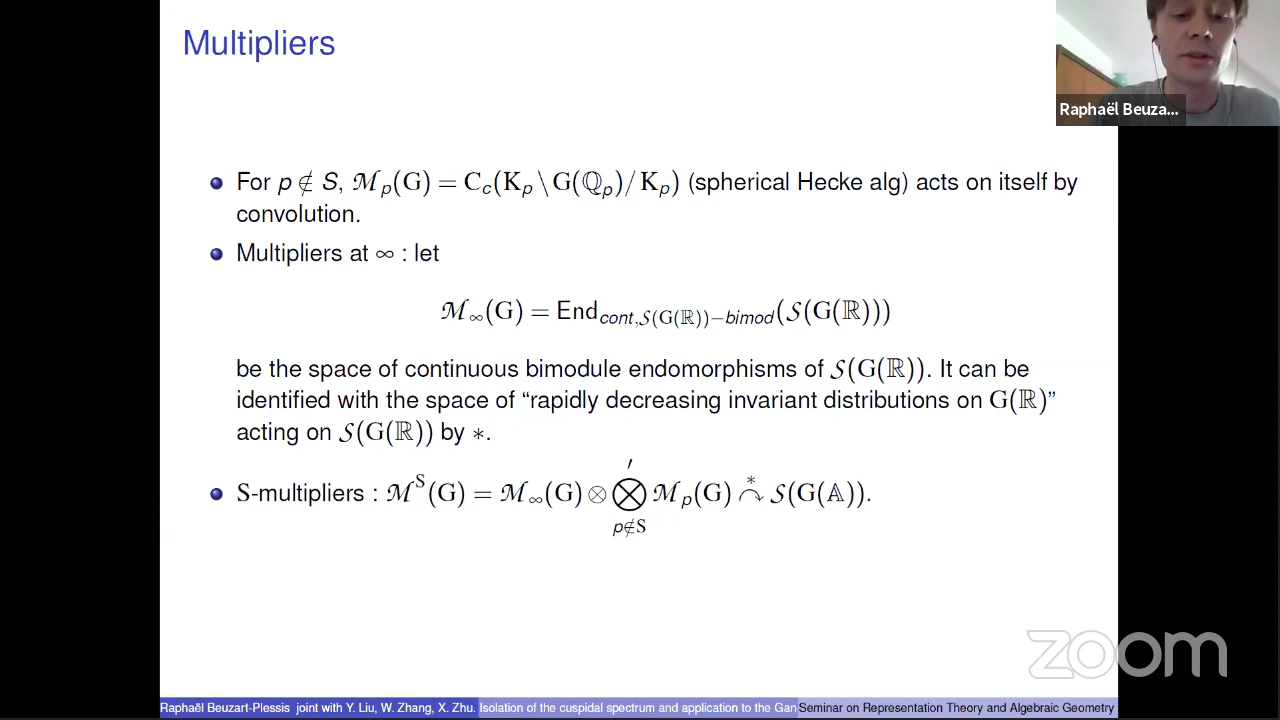 Multipliers
Raphaël Beuza...
For p ∉ S, ℳ_p(G) = C_c(K_p \ G(ℚ_p) / K_p) (spherical Hecke alg) acts on itself by
convolution.
Multipliers at ∞ : let
ℳ_∞(G) = End_{cont,𝒮(G(ℝ))−bimod}(𝒮(G(ℝ)))
be the space of continuous bimodule endomorphisms of 𝒮(G(ℝ)). It can be
identified with the space of “rapidly decreasing invariant distributions on G(ℝ)”
acting on 𝒮(G(ℝ)) by ∗.
S-multipliers : ℳ^S(G) = ℳ_∞(G) ⊗ ⨂′_{p∉S} ℳ_p(G) ↷^* 𝒮(G(𝔸)).
zoom
Raphaël Beuzart-Plessis joint with Y. Liu, W. Zhang, X. Zhu. Isolation of the cuspidal spectrum and application to the Gan Seminar on Representation Theory and Algebraic Geometry